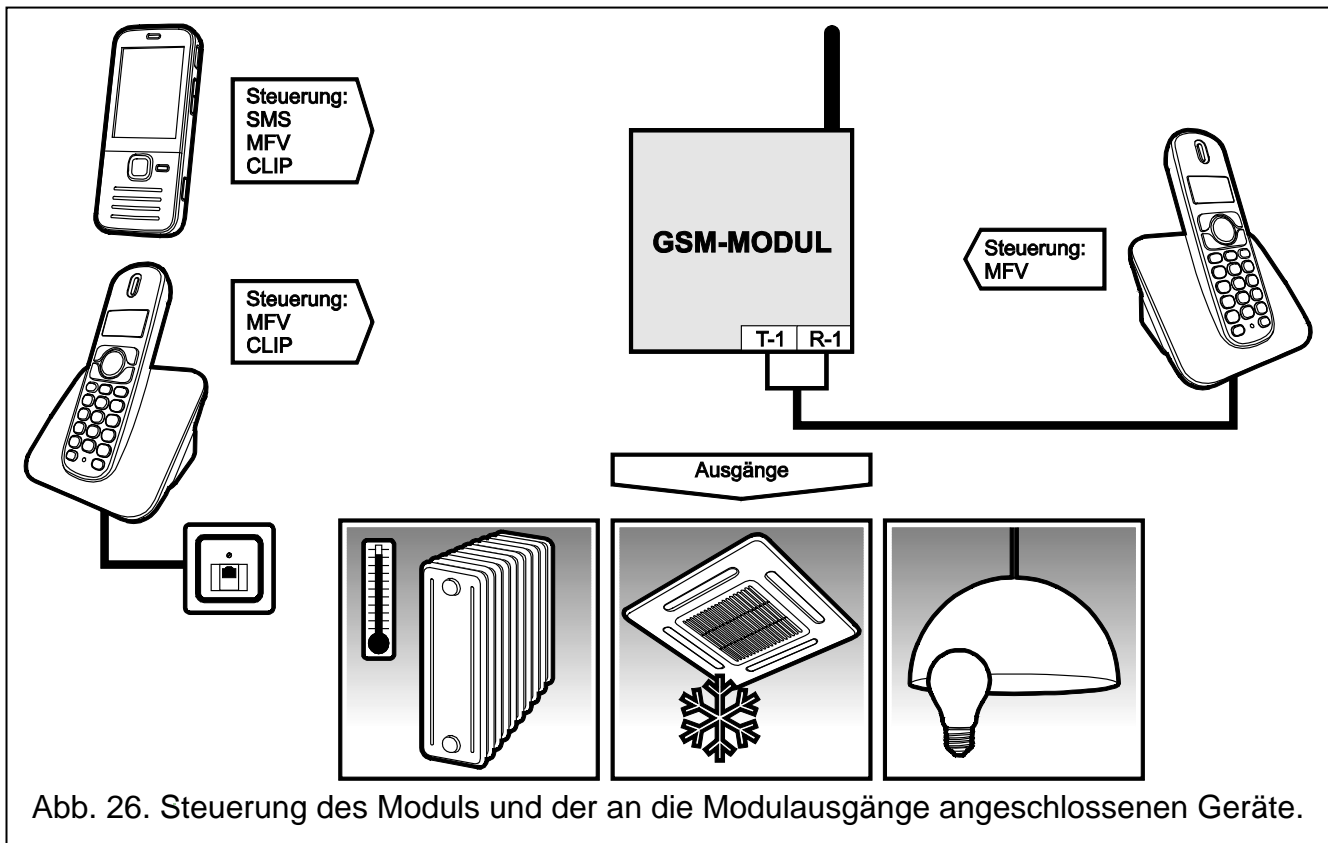 Steuerung:
SMS
MFV
CLIP
GSM-MODUL
Steuerung:
MFV
Steuerung:
MFV
CLIP
T-1 R-1
Ausgänge
Abb. 26. Steuerung des Moduls und der an die Modulausgänge angeschlossenen Geräte.